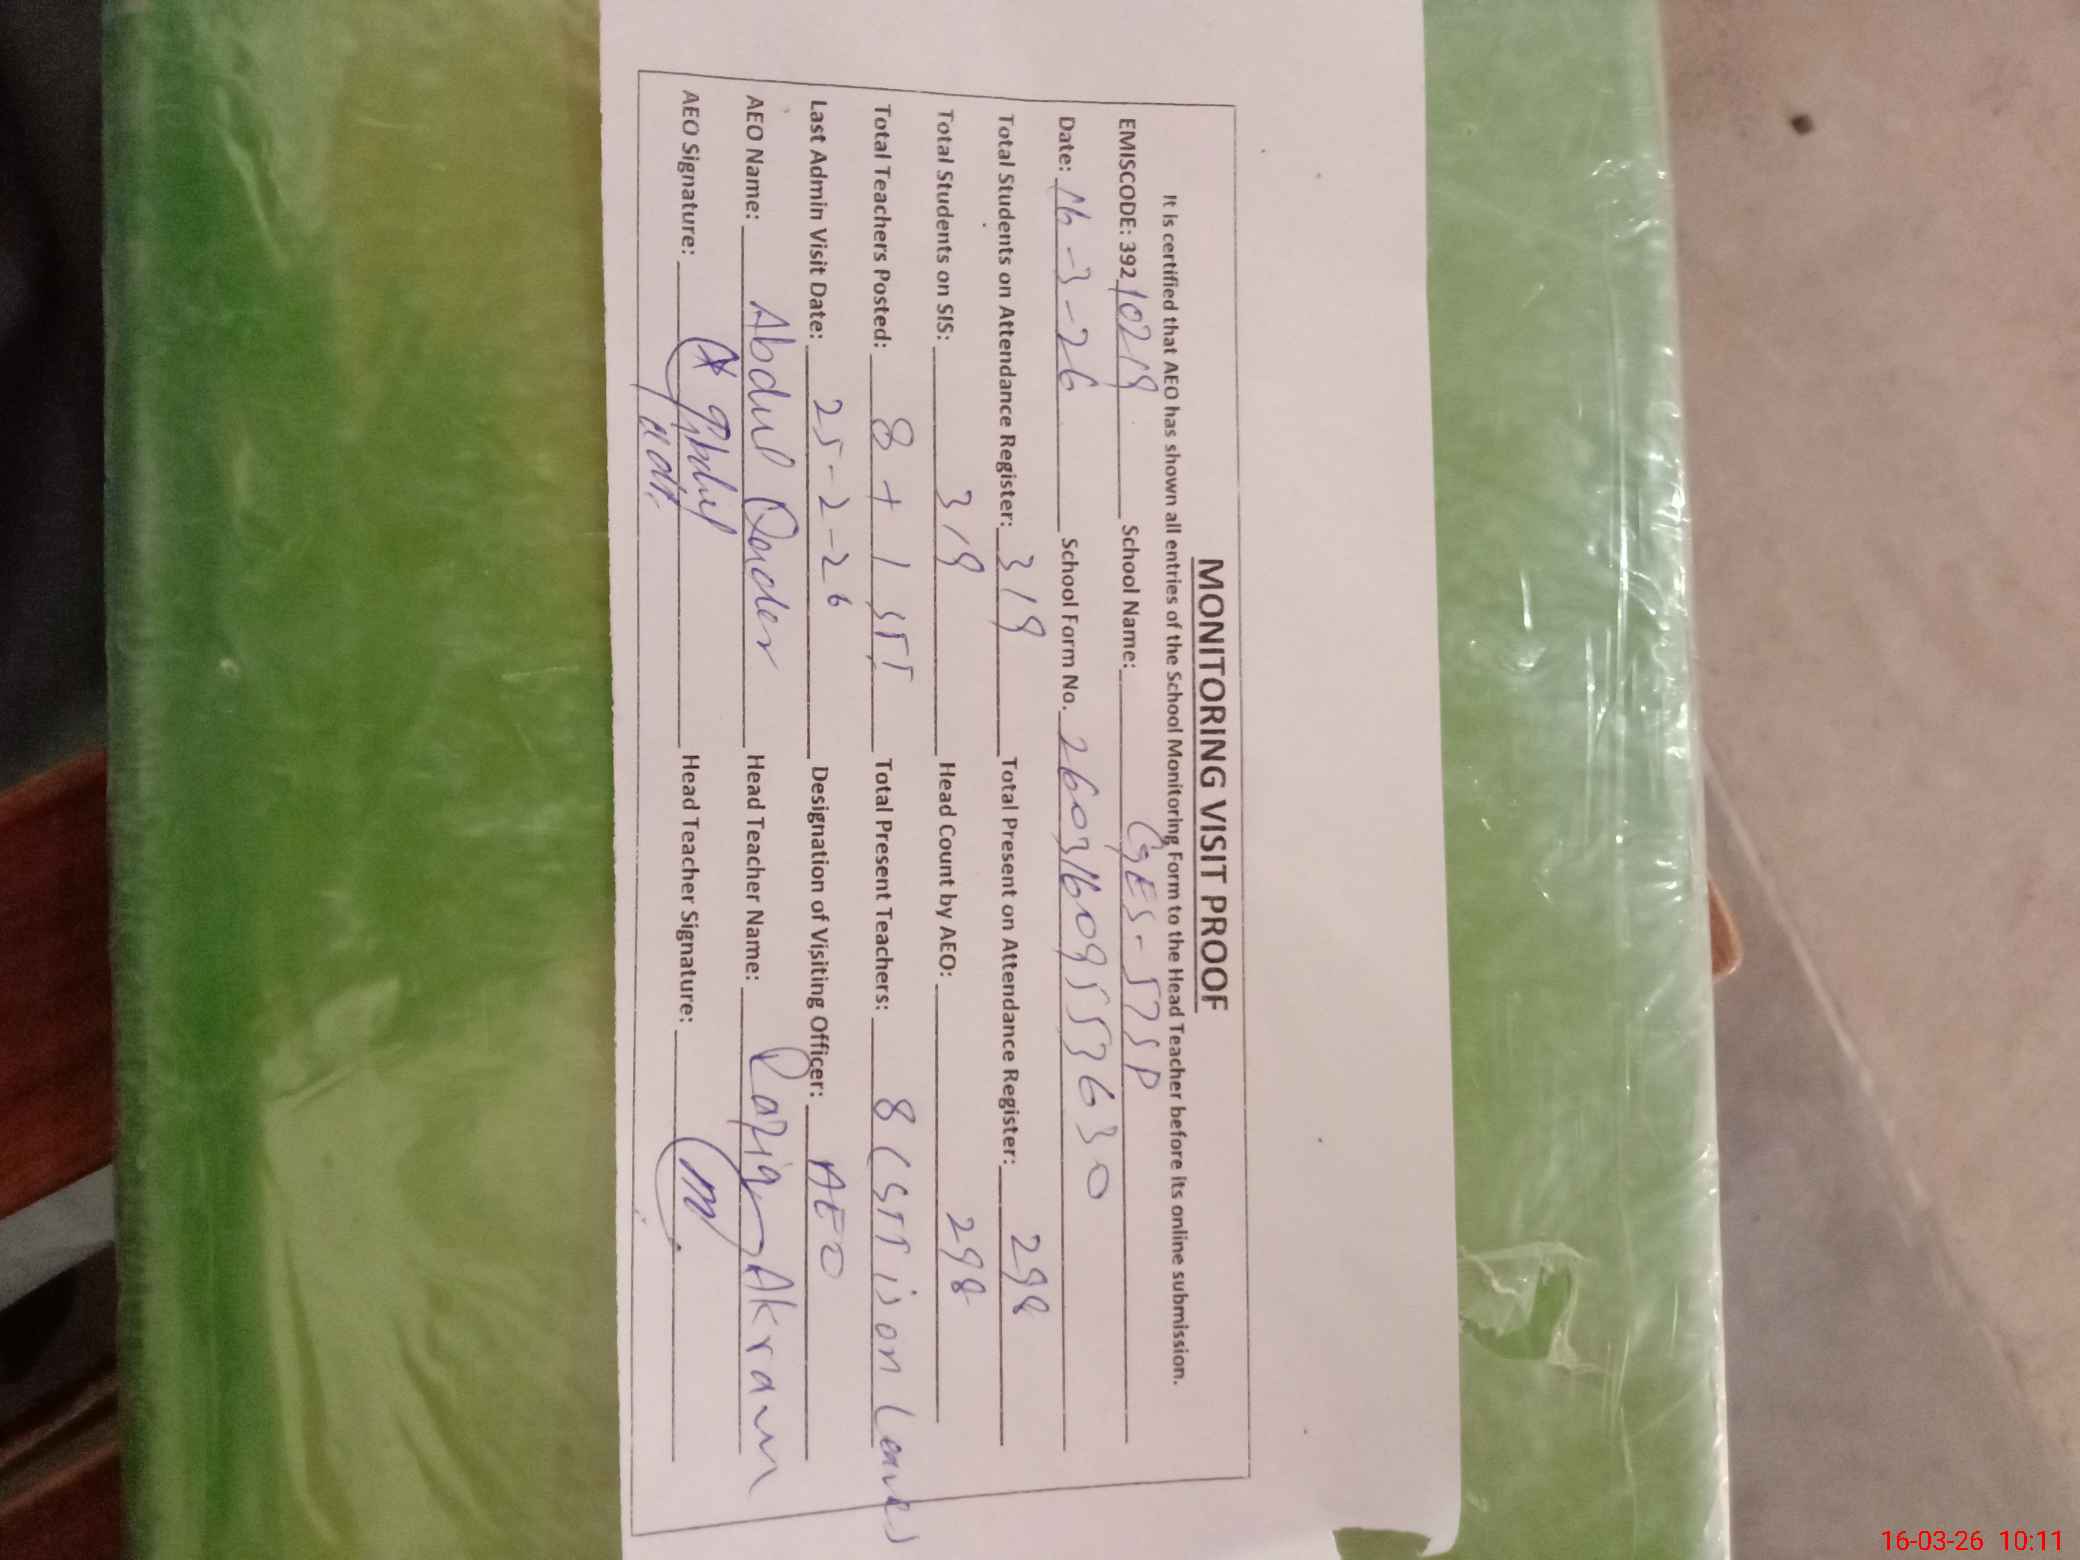 MONITORING VISIT PROOF
It is certified that AEO has shown all entries of the School Monitoring Form to the Head Teacher before its online submission.
EMISCODE: 39210219 School Name: GES-575P
Date: 16-3-26 School Form No. 260316095537630
Total Students on Attendance Register: 319 Total Present on Attendance Register: 298
Total Students on SIS: 319 Head Count by AEO: 298
Total Teachers Posted: 8 + 1 STI Total Present Teachers: 8 (STI is on Leave)
Last Admin Visit Date: 25-2-26 Designation of Visiting Officer: AEO
AEO Name: Abdul Qader Head Teacher Name: Raziq Akram
AEO Signature: Head Teacher Signature:
16-03-26 10:11